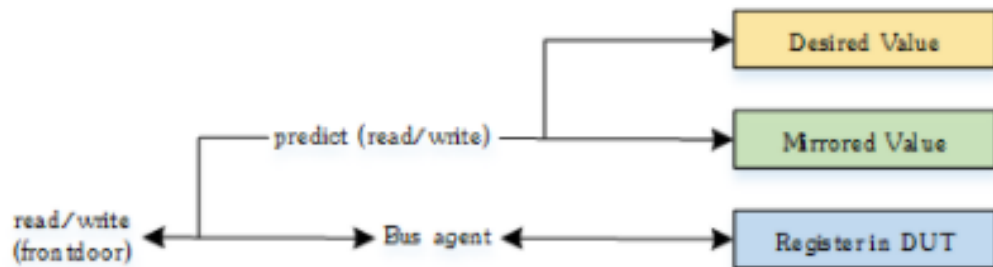 Desired Value
predict (read/write)
Mirrored Value
read/write
(frontdoor)
Bus agent
Register in DUT